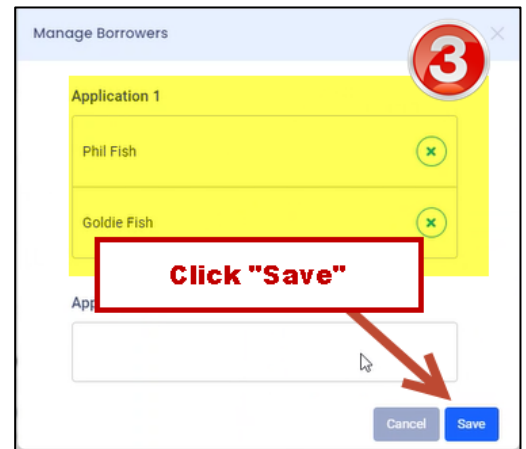 Manage Borrowers
3
Application 1
Phil Fish
Goldie Fish
Click "Save"
App
Cancel Save